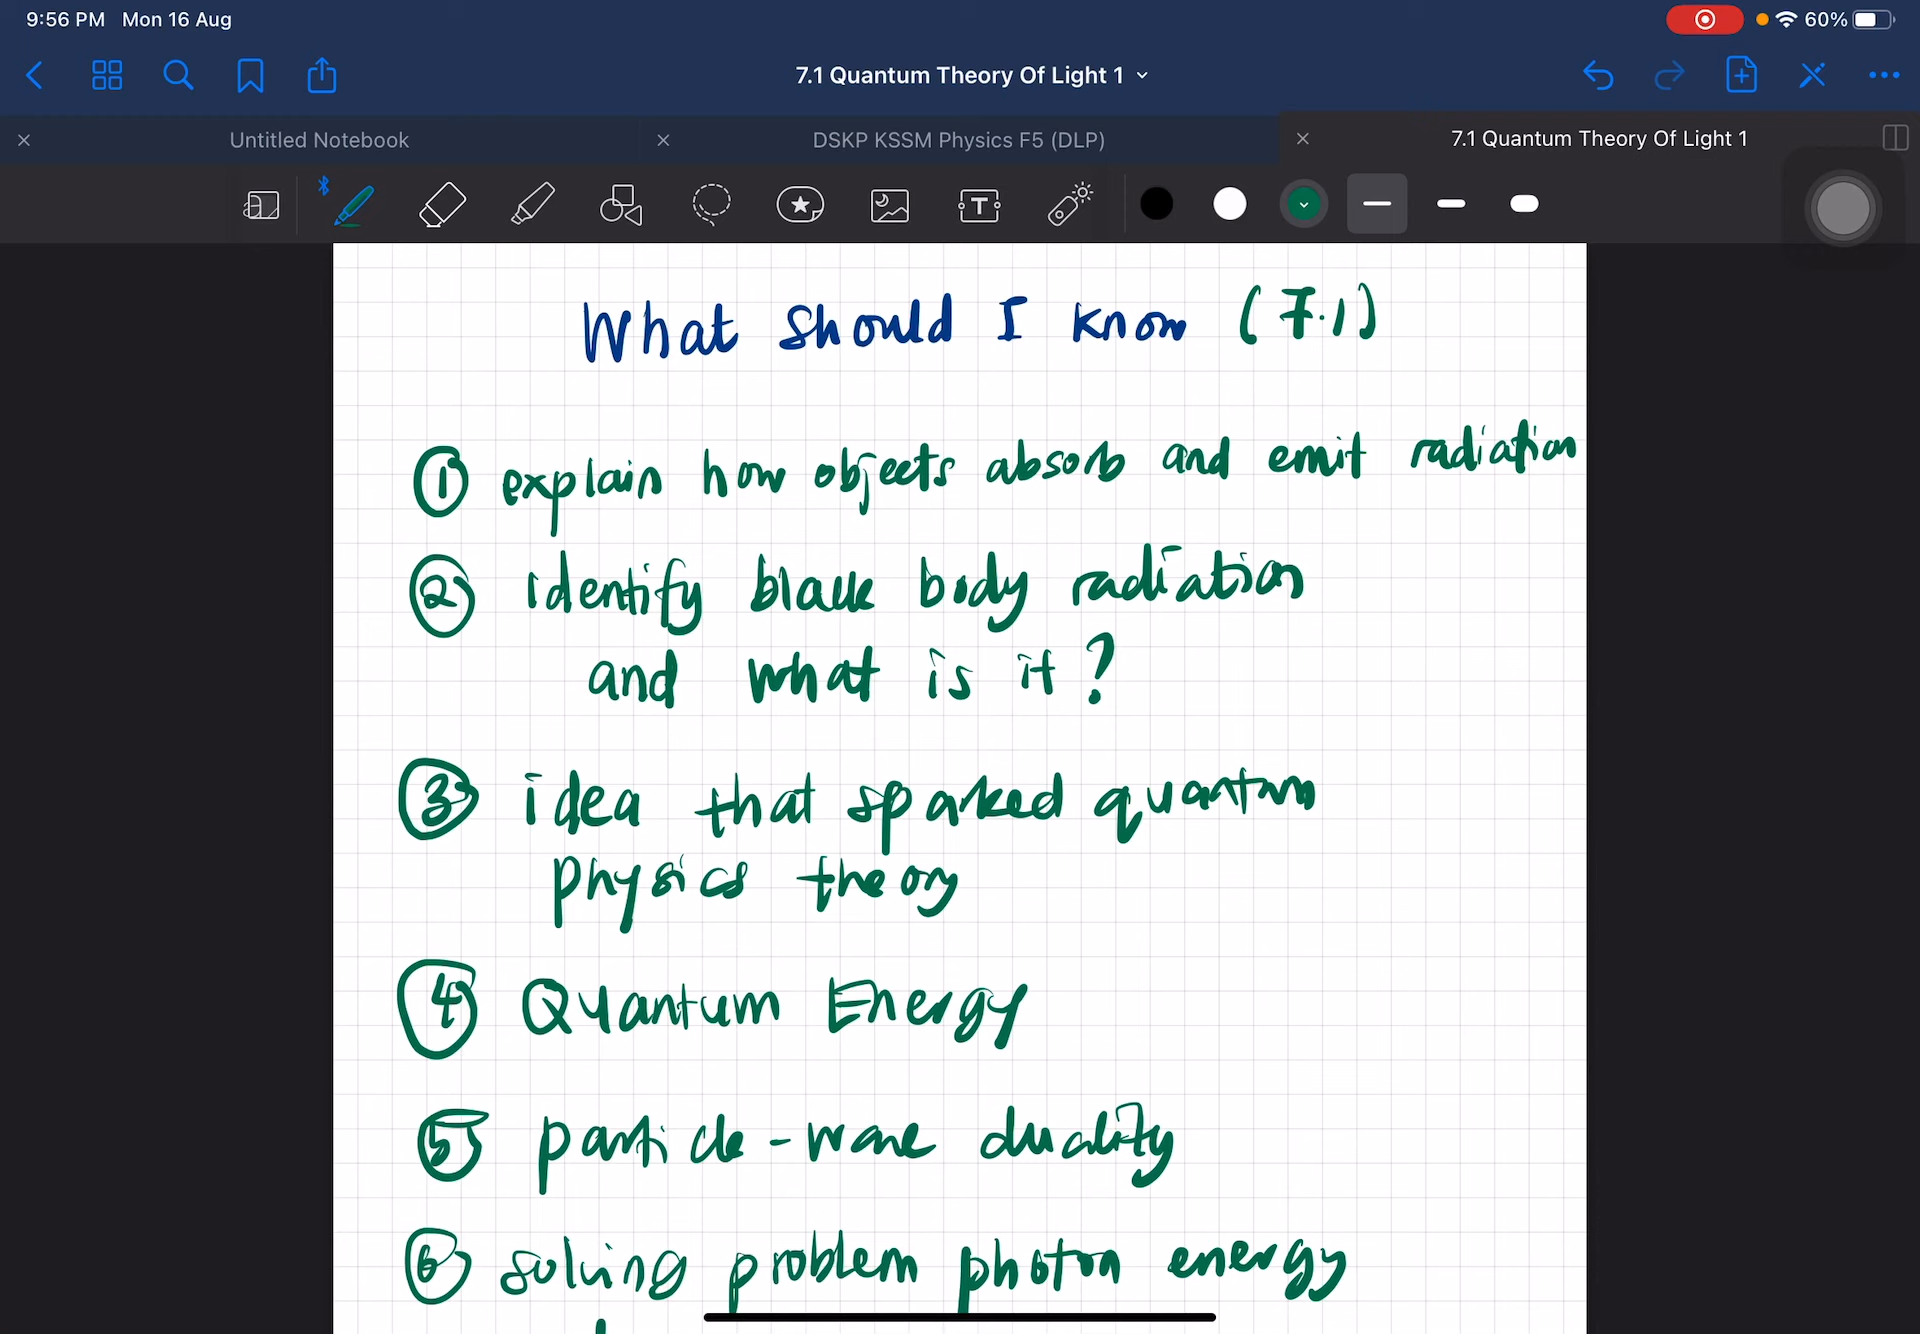 9:56 PM Mon 16 Aug
60%
7.1 Quantum Theory Of Light 1
Untitled Notebook
DSKP KSSM Physics F5 (DLP)
7.1 Quantum Theory Of Light 1
What Should I Know (7.1)
① explain how objects absorb and emit radiation
② identify black body radiation
and what is it?
③ idea that sparked quantum
physics theory
④ Quantum Energy
⑤ particle-wave duality
⑥ solving problem photon energy